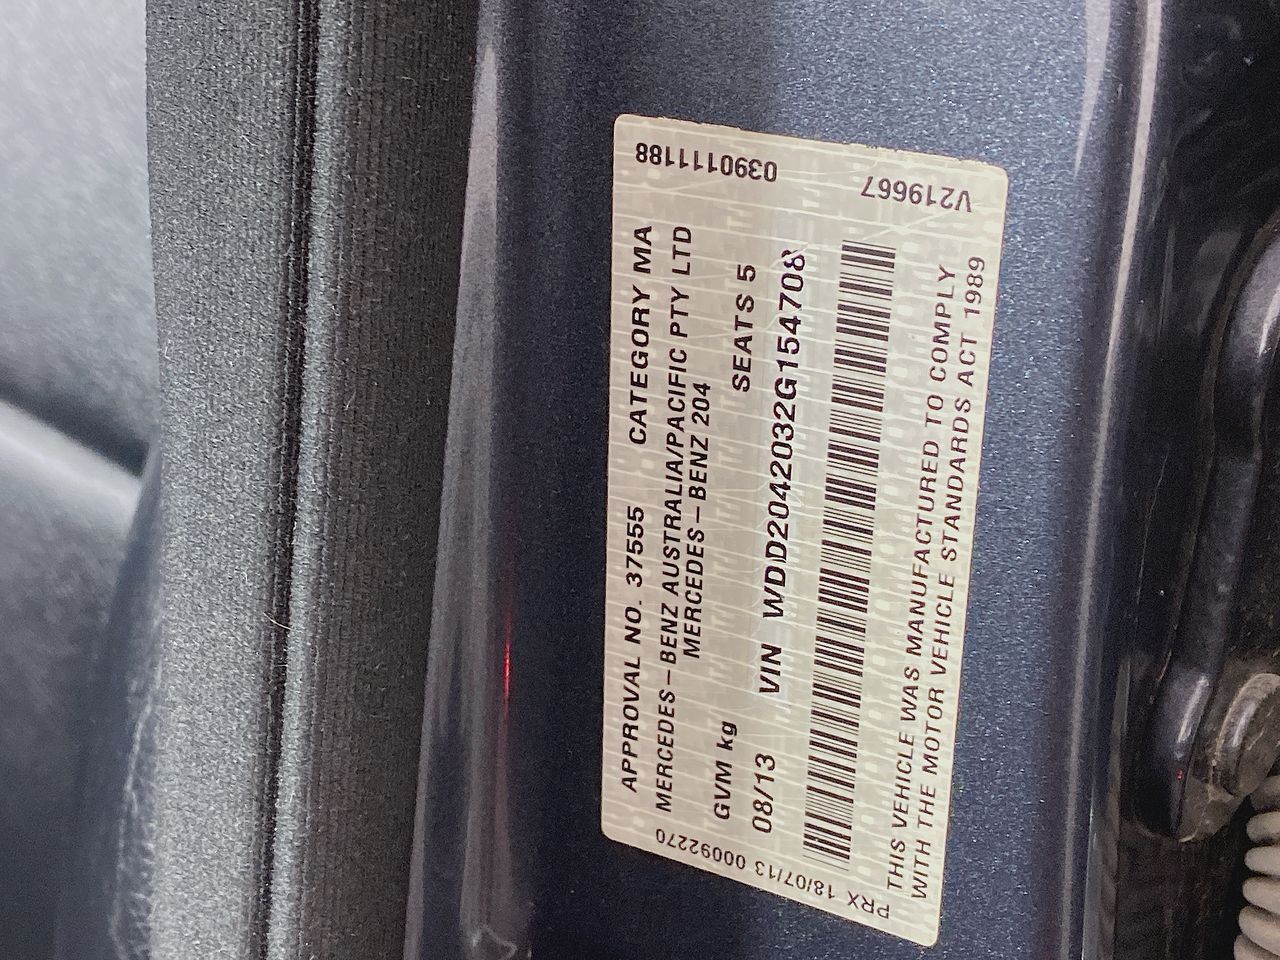 APPROVAL NO. 37555 CATEGORY MA
MERCEDES-BENZ AUSTRALIA/PACIFIC PTY LTD
MERCEDES-BENZ 204
GVM kg SEATS 5
08/13 VIN WDD2042032G154708
THIS VEHICLE WAS MANUFACTURED TO COMPLY
WITH THE MOTOR VEHICLE STANDARDS ACT 1989
0390111188 V219667
PRX 18/07/13 00092270